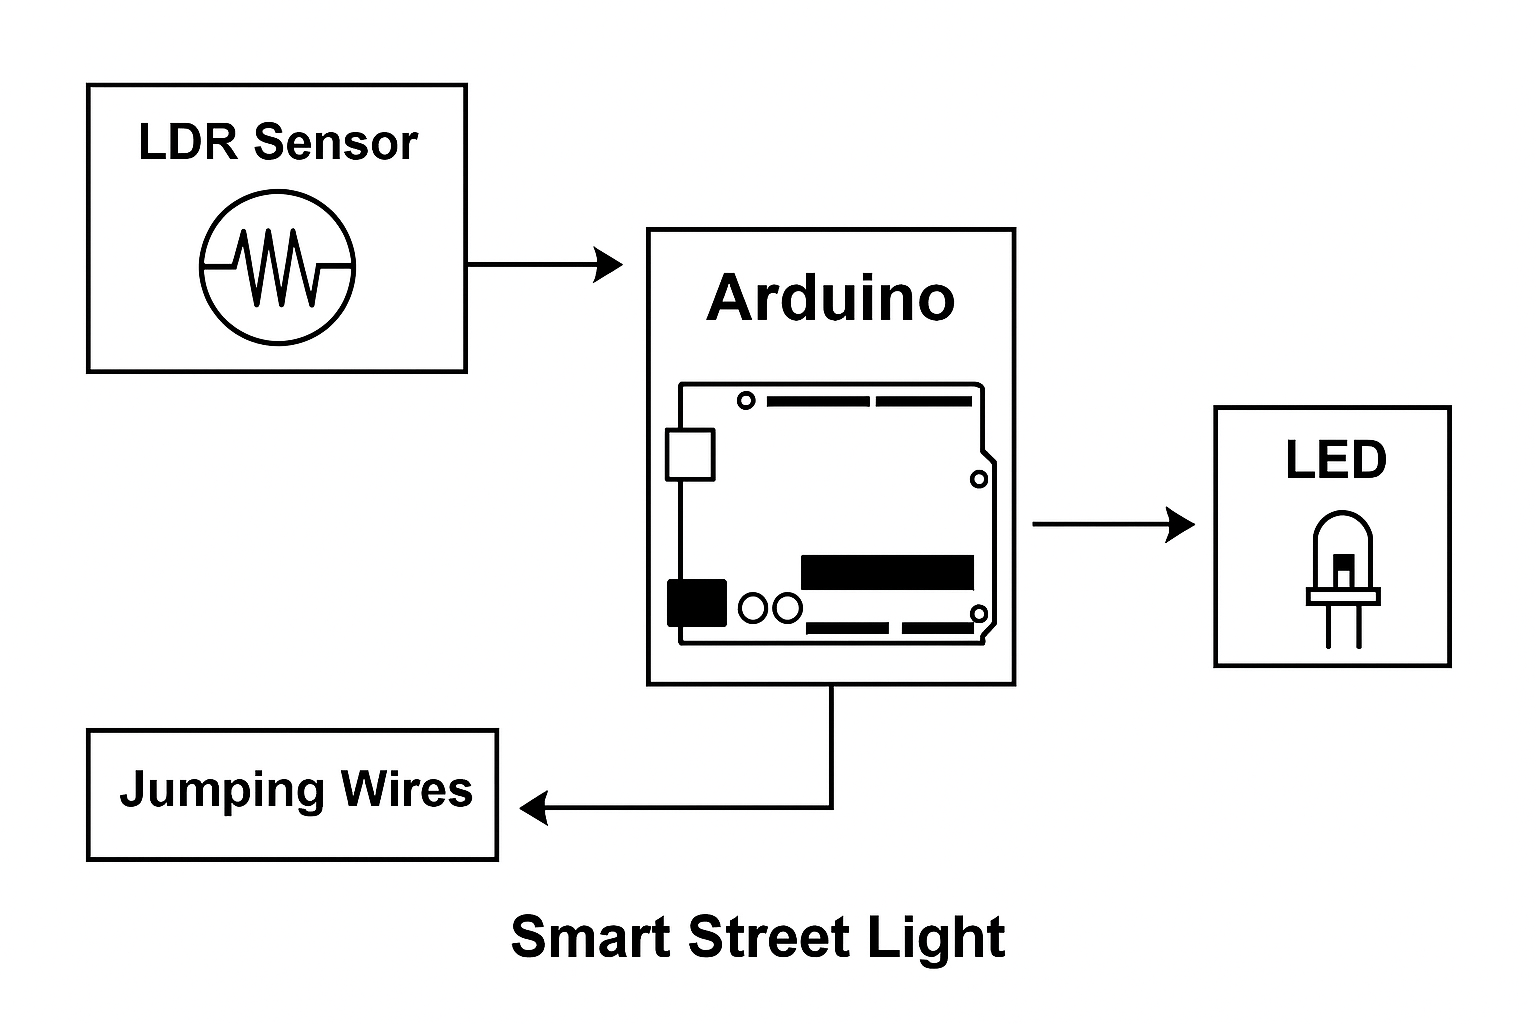 LDR Sensor
Arduino
LED
Jumping Wires
Smart Street Light